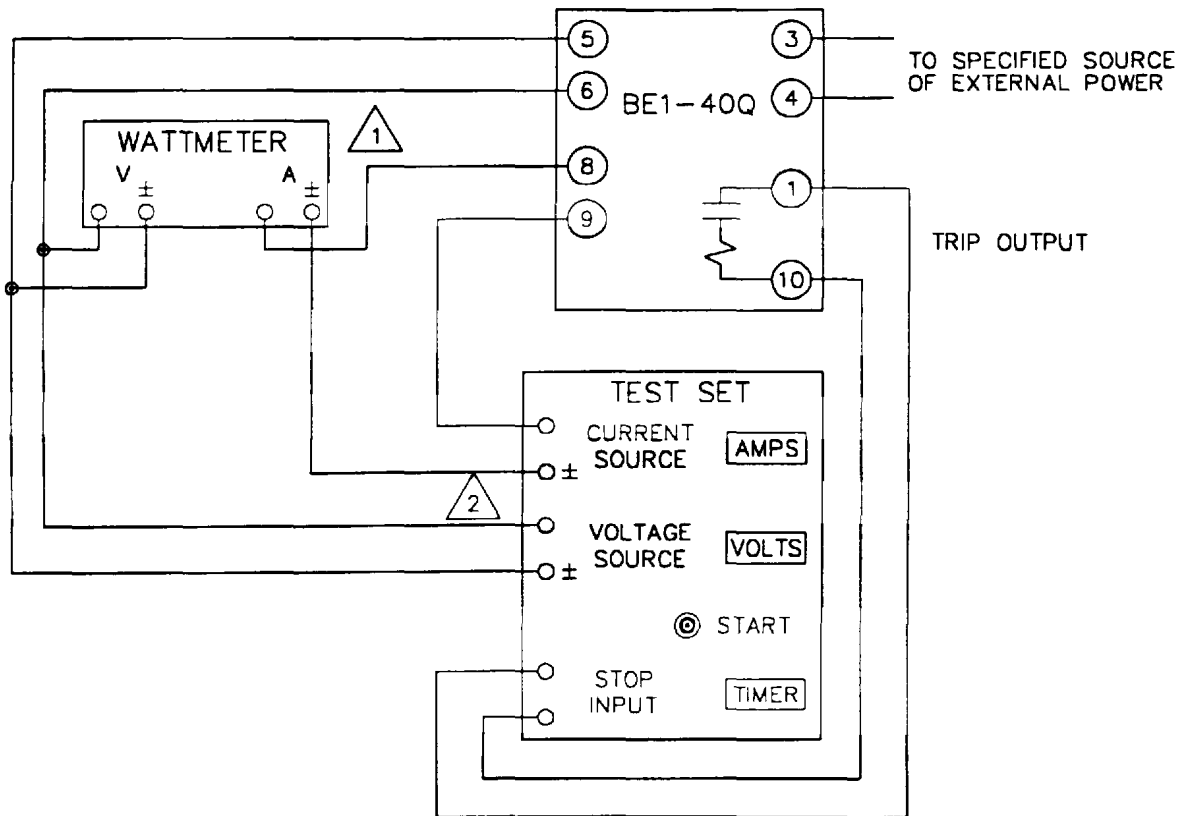 5
3
TO SPECIFIED SOURCE
OF EXTERNAL POWER
6
BE1-40Q
4
WATTMETER
1
V
±
A
±
8
1
9
TRIP OUTPUT
10
TEST SET
CURRENT
SOURCE
AMPS
±
2
VOLTAGE
SOURCE
VOLTS
±
START
STOP
INPUT
TIMER